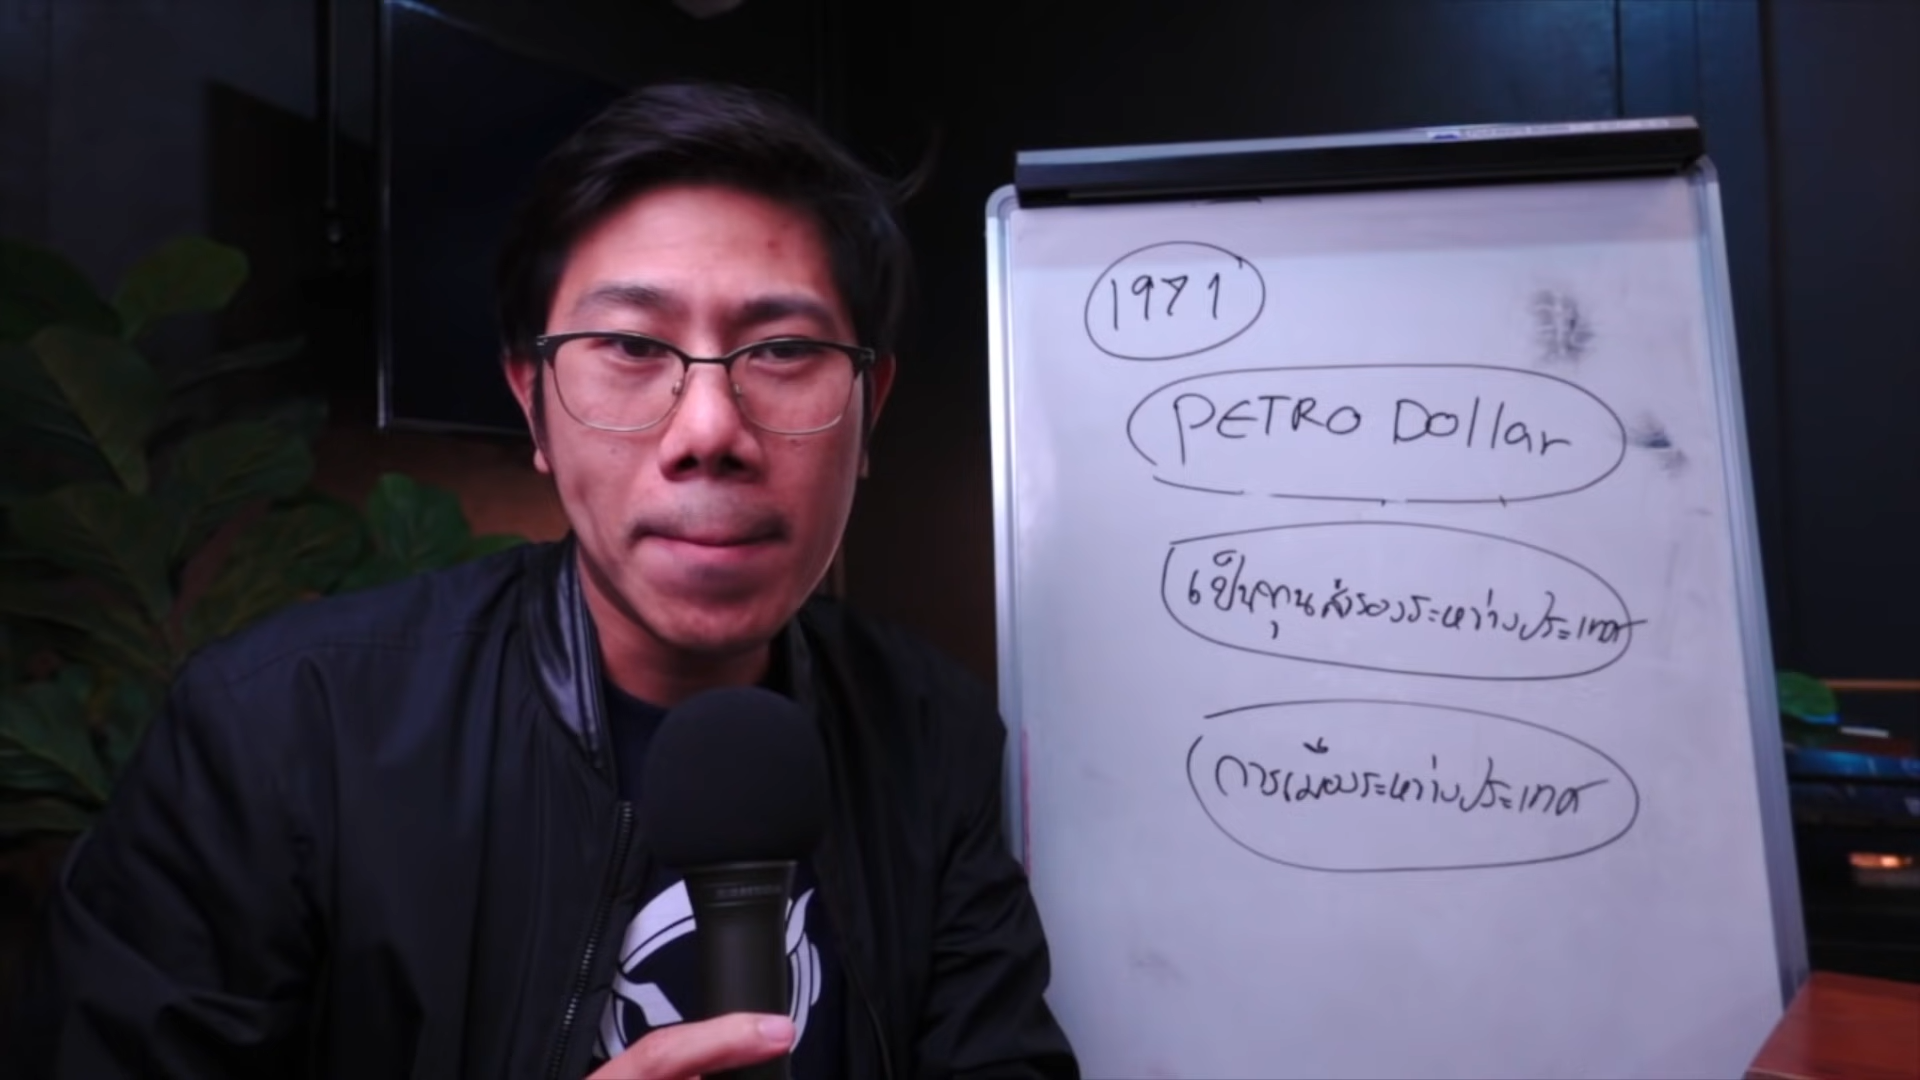 1971
PETRO Dollar
เป็นทุนสำรองระหว่างประเทศ
การเมืองระหว่างประเทศ